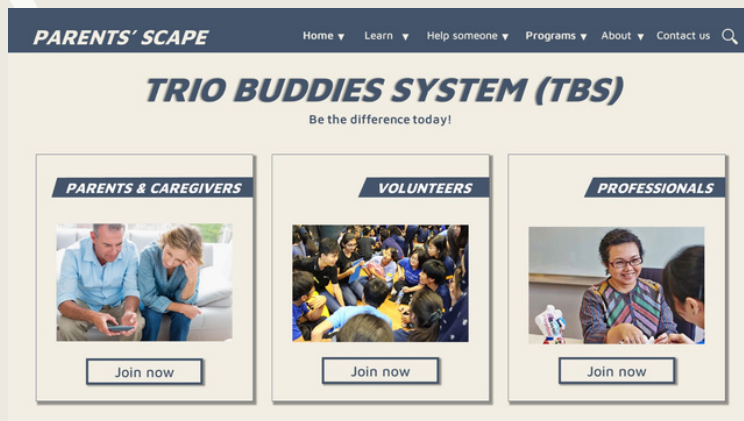 PARENTS' SCAPE Home ▼ Learn ▼ Help someone ▼ Programs ▼ About ▼ Contact us
TRIO BUDDIES SYSTEM (TBS)
Be the difference today!
PARENTS & CAREGIVERS VOLUNTEERS PROFESSIONALS
Join now Join now Join now